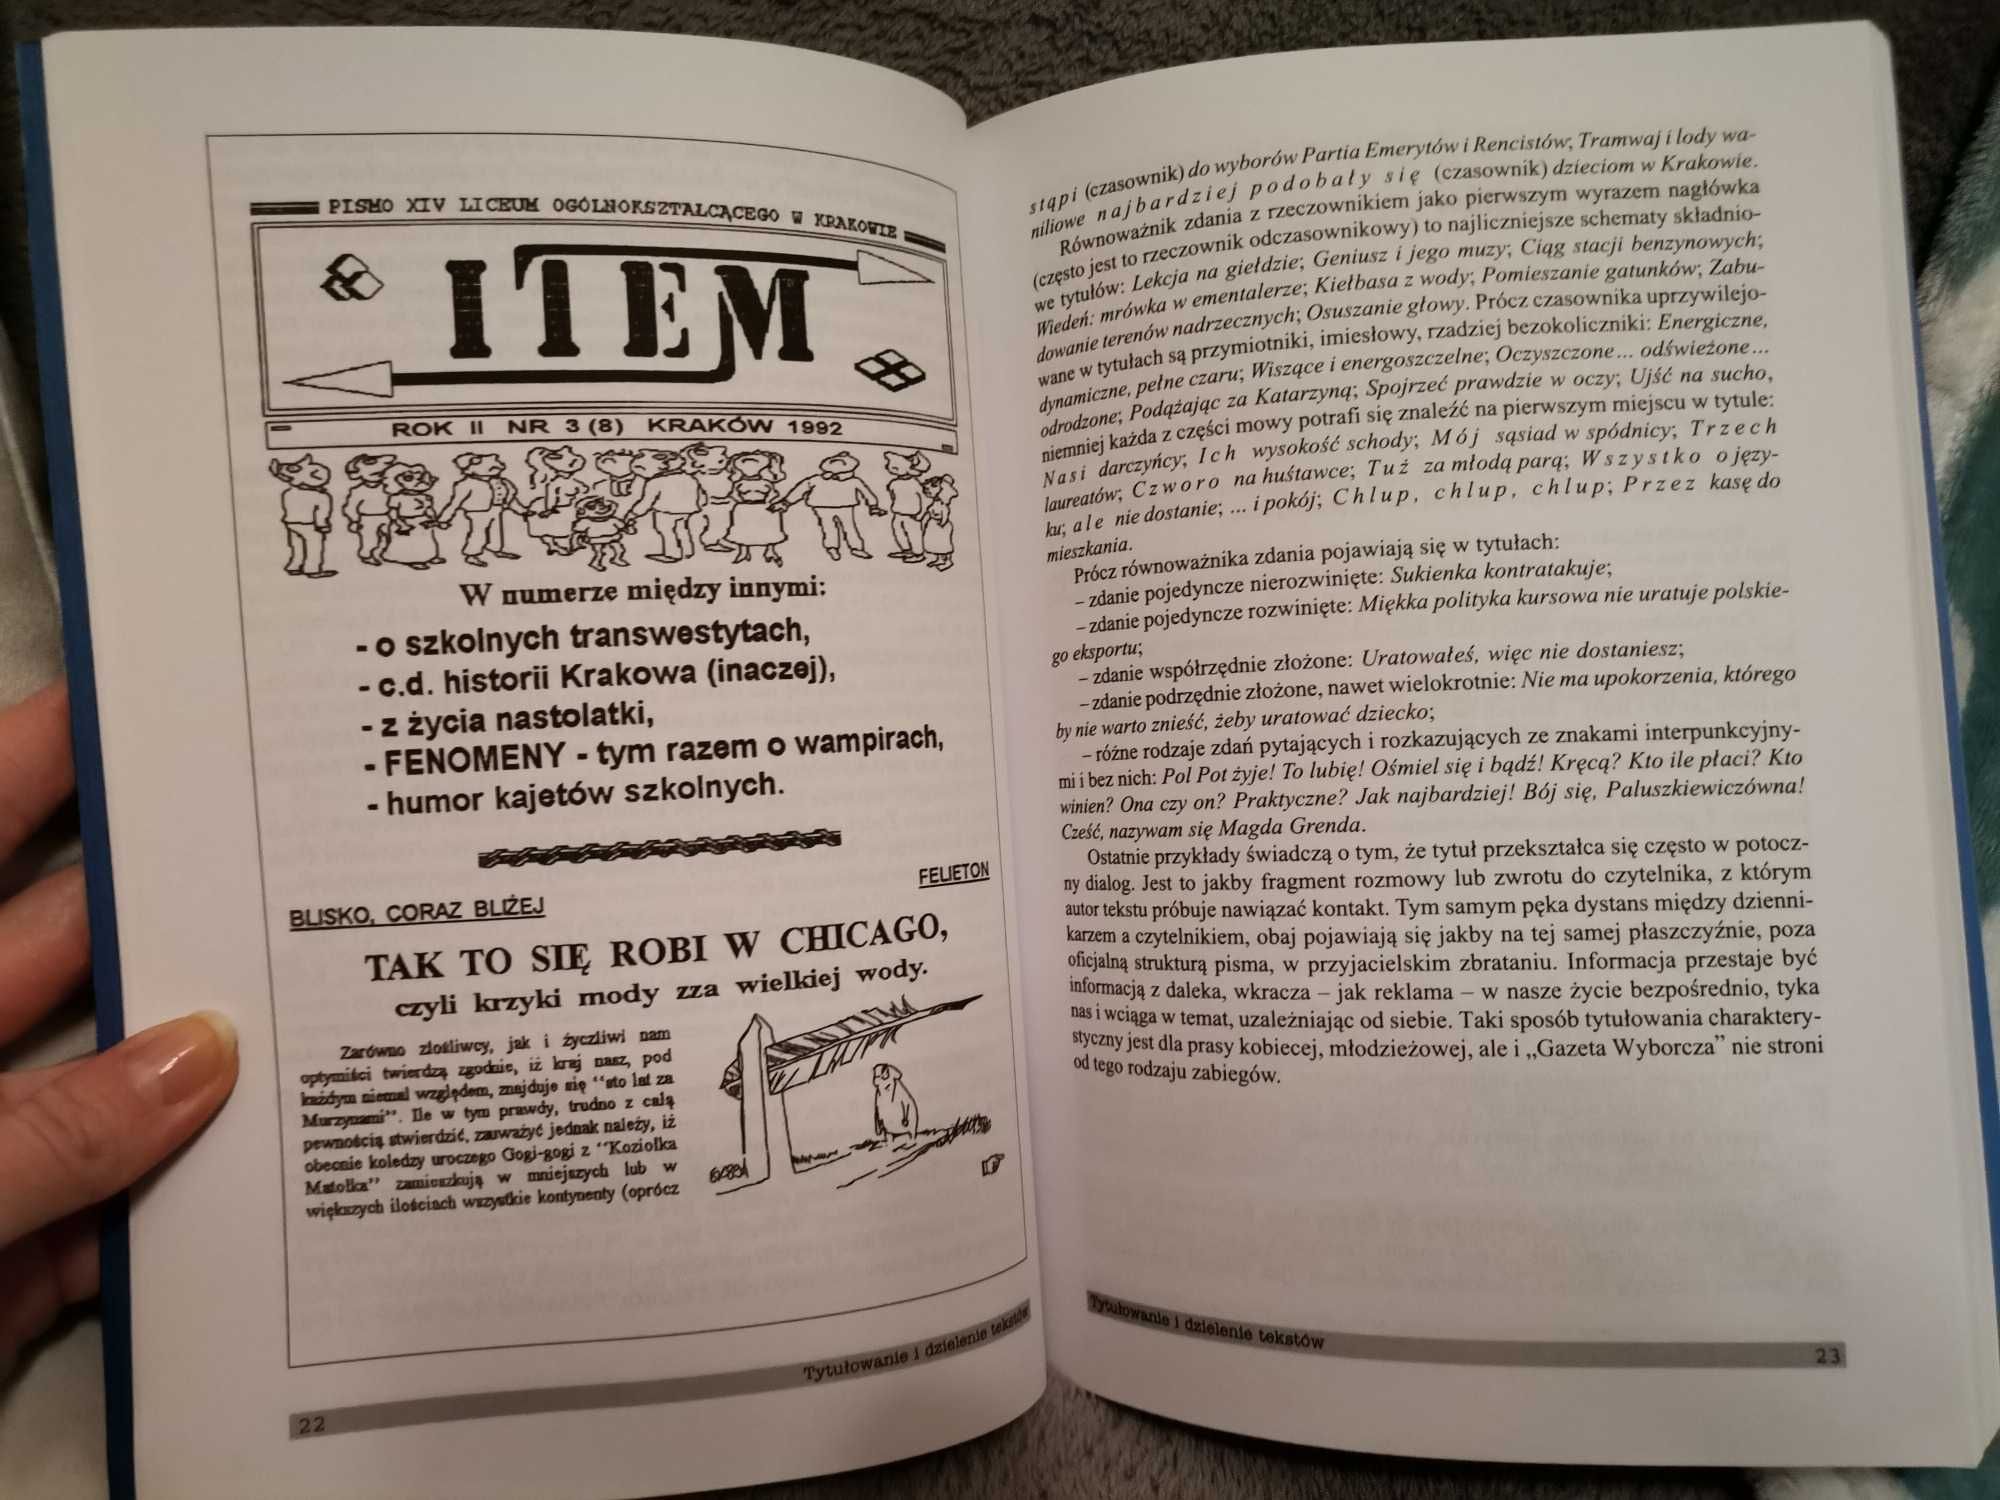 PISMO XIV LICEUM OGÓLNOKSZTALCĄCEGO W KRAKOWIE
ITEM
ROK II NR 3 (8) KRAKÓW 1992
W numerze między innymi:
- o szkolnych transwestytach,
- c.d. historii Krakowa (inaczej),
- z życia nastolatki,
- FENOMENY - tym razem o wampirach,
- humor kajetów szkolnych.
FELIETON
BLISKO, CORAZ BLIŻEJ
TAK TO SIĘ ROBI W CHICAGO,
czyli krzyki mody zza wielkiej wody.
Zarówno złośliwcy, jak i życzliwi nam
optymiści twierdzą zgodnie, iż kraj nasz, pod
każdym niemal względem, znajduje się "sto lat za
Murzynami". Ile w tym prawdy, trudno z całą
pewnością stwierdzić, zauważyć jednak należy, iż
obecnie koledzy uroczego Gogi-gogi z "Koziołka
Matołka" zamieszkują w mniejszych lub w
większych ilościach wszystkie kontynenty (oprócz
Tytułowanie i dzielenie tekstów
22
stąpi (czasownik) do wyborów Partia Emerytów i Rencistów; Tramwaj i lody wa-
niliowe najbardziej podobały się (czasownik) dzieciom w Krakowie.
Równoważnik zdania z rzeczownikiem jako pierwszym wyrazem nagłówka
(często jest to rzeczownik odczasownikowy) to najliczniejsze schematy składnio-
we tytułów: Lekcja na giełdzie; Geniusz i jego muzy; Ciąg stacji benzynowych;
Wiedeń: mrówka w ementalerze; Kiełbasa z wody; Pomieszanie gatunków; Zabu-
dowanie terenów nadrzecznych; Osuszanie głowy. Prócz czasownika uprzywilejo-
wane w tytułach są przymiotniki, imiesłowy, rzadziej bezokoliczniki: Energiczne,
dynamiczne, pełne czaru; Wiszące i energoszczelne; Oczyszczone... odświeżone...
odrodzone; Podążając za Katarzyną; Spojrzeć prawdzie w oczy; Ujść na sucho,
niemniej każda z części mowy potrafi się znaleźć na pierwszym miejscu w tytule:
Nasi darczyńcy; Ich wysokość schody; Mój sąsiad w spódnicy; Trzech
laureatów; Czworo na huśtawce; Tuż za młodą parą; Wszystko o języ-
ku; ale nie dostanie; ... i pokój; Chlup, chlup, chlup; Przez kasę do
mieszkania.
Prócz równoważnika zdania pojawiają się w tytułach:
– zdanie pojedyncze nierozwinięte: Sukienka kontratakuje;
– zdanie pojedyncze rozwinięte: Miękka polityka kursowa nie uratuje polskie-
go eksportu;
– zdanie współrzędnie złożone: Uratowałeś, więc nie dostaniesz;
– zdanie podrzędnie złożone, nawet wielokrotnie: Nie ma upokorzenia, którego
by nie warto znieść, żeby uratować dziecko;
– różne rodzaje zdań pytających i rozkazujących ze znakami interpunkcyjny-
mi i bez nich: Pol Pot żyje! To lubię! Ośmiel się i bądź! Kręcą? Kto ile płaci? Kto
winien? Ona czy on? Praktyczne? Jak najbardziej! Bój się, Paluszkiewiczówna!
Cześć, nazywam się Magda Grenda.
Ostatnie przykłady świadczą o tym, że tytuł przekształca się często w potocz-
ny dialog. Jest to jakby fragment rozmowy lub zwrotu do czytelnika, z którym
autor tekstu próbuje nawiązać kontakt. Tym samym pęka dystans między dzienni-
karzem a czytelnikiem, obaj pojawiają się jakby na tej samej płaszczyźnie, poza
oficjalną strukturą pisma, w przyjacielskim zbrataniu. Informacja przestaje być
informacją z daleka, wkracza – jak reklama – w nasze życie bezpośrednio, tyka
nas i wciąga w temat, uzależniając od siebie. Taki sposób tytułowania charaktery-
styczny jest dla prasy kobiecej, młodzieżowej, ale i „Gazeta Wyborcza” nie stroni
od tego rodzaju zabiegów.
Tytułowanie i dzielenie tekstów
23